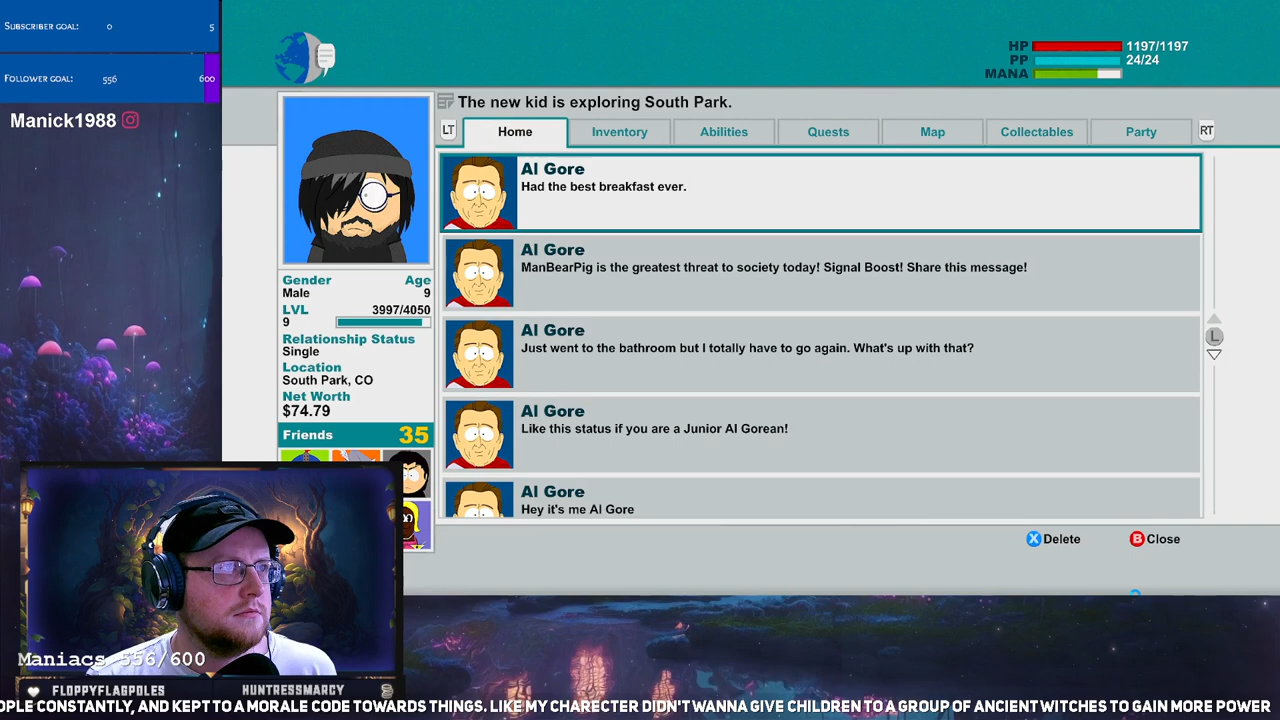 SUBSCRIBER GOAL: 0 5
FOLLOWER GOAL: 556 600
Manick1988
HP 1197/1197
PP 24/24
MANA
The new kid is exploring South Park.
LT Home Inventory Abilities Quests Map Collectables Party RT
Al Gore
Had the best breakfast ever.
Al Gore
ManBearPig is the greatest threat to society today! Signal Boost! Share this message!
Al Gore
Just went to the bathroom but I totally have to go again. What's up with that?
Al Gore
Like this status if you are a Junior Al Gorean!
Al Gore
Hey it's me Al Gore
L
Gender Age
Male 9
LVL 3997/4050
9
Relationship Status
Single
Location
South Park, CO
Net Worth
$74.79
Friends 35
X Delete B Close
Maniacs 556/600
FLOPPYFLAGPOLES HUNTRESSMARCY
OPLE CONSTANTLY, AND KEPT TO A MORALE CODE TOWARDS THINGS. LIKE MY CHARECTER DIDN'T WANNA GIVE CHILDREN TO A GROUP OF ANCIENT WITCHES TO GAIN MORE POWER